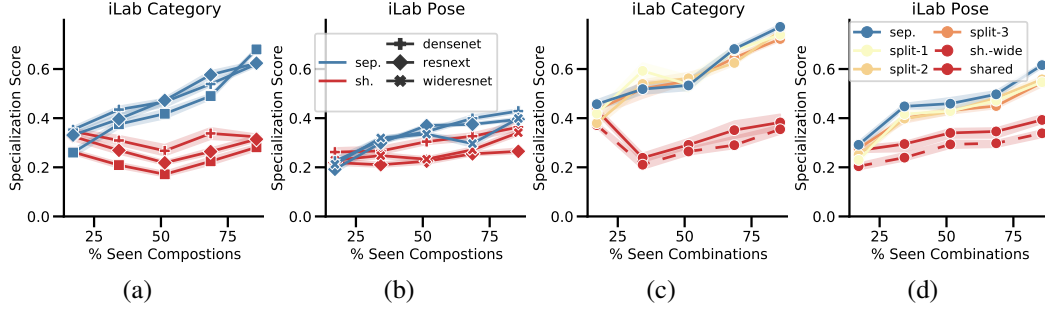 iLab Category
Specialization Score
0.6
0.4
0.2
0.0
25 50 75
% Seen Compostions
(a)
iLab Pose
Specialization Score
sep.
sh.
densenet
resnext
wideresnet
0.6
0.4
0.2
0.0
25 50 75
% Seen Compostions
(b)
iLab Category
Specialization Score
0.6
0.4
0.2
0.0
25 50 75
% Seen Combinations
(c)
iLab Pose
Specialization Score
sep.
split-1
split-2
split-3
sh.-wide
shared
0.6
0.4
0.2
0.0
25 50 75
% Seen Combinations
(d)